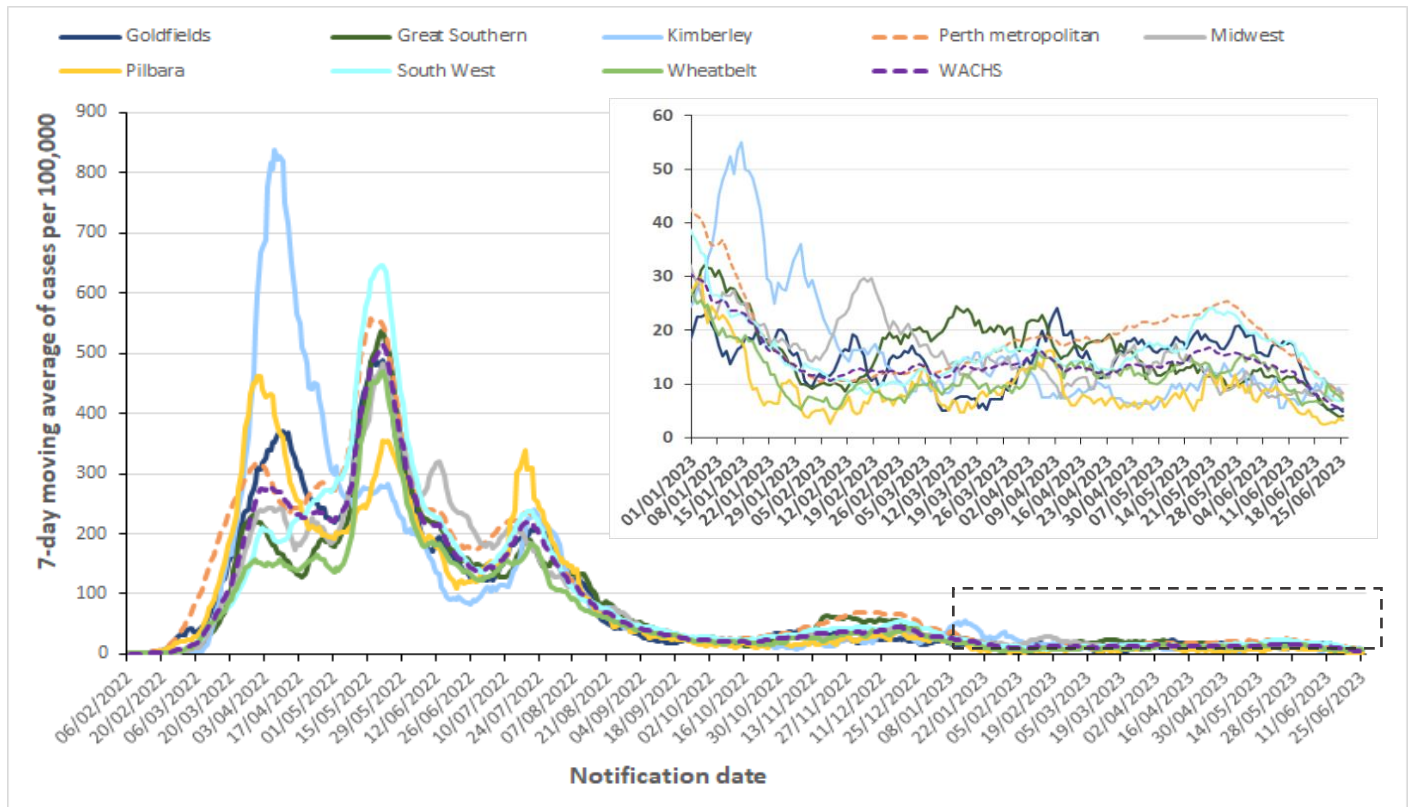 Goldfields Great Southern Kimberley Perth metropolitan Midwest
Pilbara South West Wheatbelt WACHS
7-day moving average of cases per 100,000
900
800
700
600
500
400
300
200
100
0
06/02/2022 20/02/2022 06/03/2022 20/03/2022 03/04/2022 17/04/2022 01/05/2022 15/05/2022 29/05/2022 12/06/2022 26/06/2022 10/07/2022 24/07/2022 07/08/2022 21/08/2022 04/09/2022 18/09/2022 02/10/2022 16/10/2022 30/10/2022 13/11/2022 27/11/2022 11/12/2022 25/12/2022 08/01/2023 22/01/2023 05/02/2023 19/02/2023 05/03/2023 19/03/2023 02/04/2023 16/04/2023 30/04/2023 14/05/2023 28/05/2023 11/06/2023 25/06/2023
Notification date
60
50
40
30
20
10
0
01/01/2023 08/01/2023 15/01/2023 22/01/2023 29/01/2023 05/02/2023 12/02/2023 19/02/2023 26/02/2023 05/03/2023 12/03/2023 19/03/2023 26/03/2023 02/04/2023 09/04/2023 16/04/2023 23/04/2023 30/04/2023 07/05/2023 14/05/2023 21/05/2023 28/05/2023 04/06/2023 11/06/2023 18/06/2023 25/06/2023